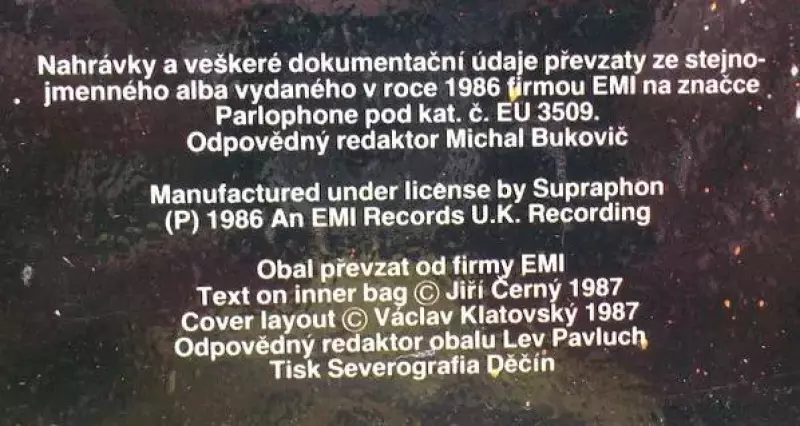 Nahrávky a veškeré dokumentační údaje převzaty ze stejno-
jmenného alba vydaného v roce 1986 firmou EMI na značce
Parlophone pod kat. č. EU 3509.
Odpovědný redaktor Michal Bukovič
Manufactured under license by Supraphon
(P) 1986 An EMI Records U.K. Recording
Obal převzat od firmy EMI
Text on inner bag © Jiří Černý 1987
Cover layout © Václav Klatovský 1987
Odpovědný redaktor obalu Lev Pavluch
Tisk Severografia Děčín